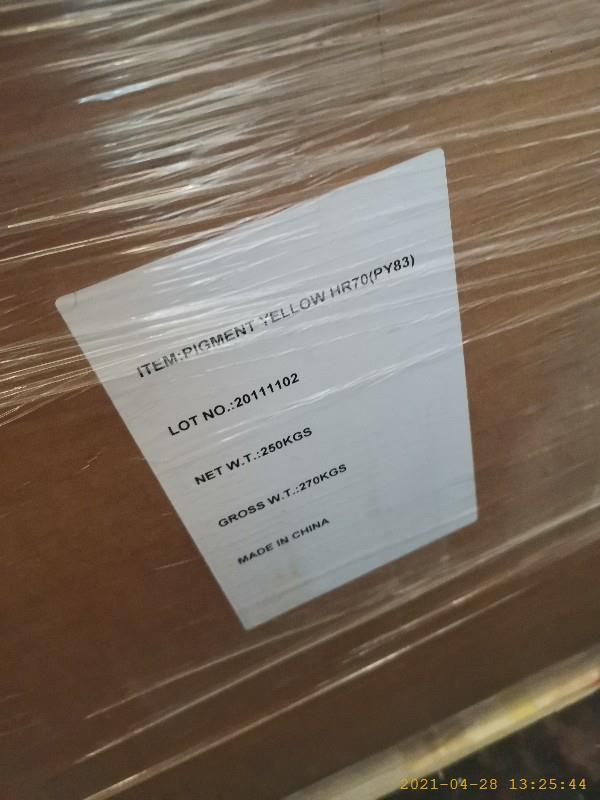 ITEM:PIGMENT YELLOW HR70(PY83)
LOT NO.:20111102
NET W.T.:250KGS
GROSS W.T.:270KGS
MADE IN CHINA
2021-04-28 13:25:44